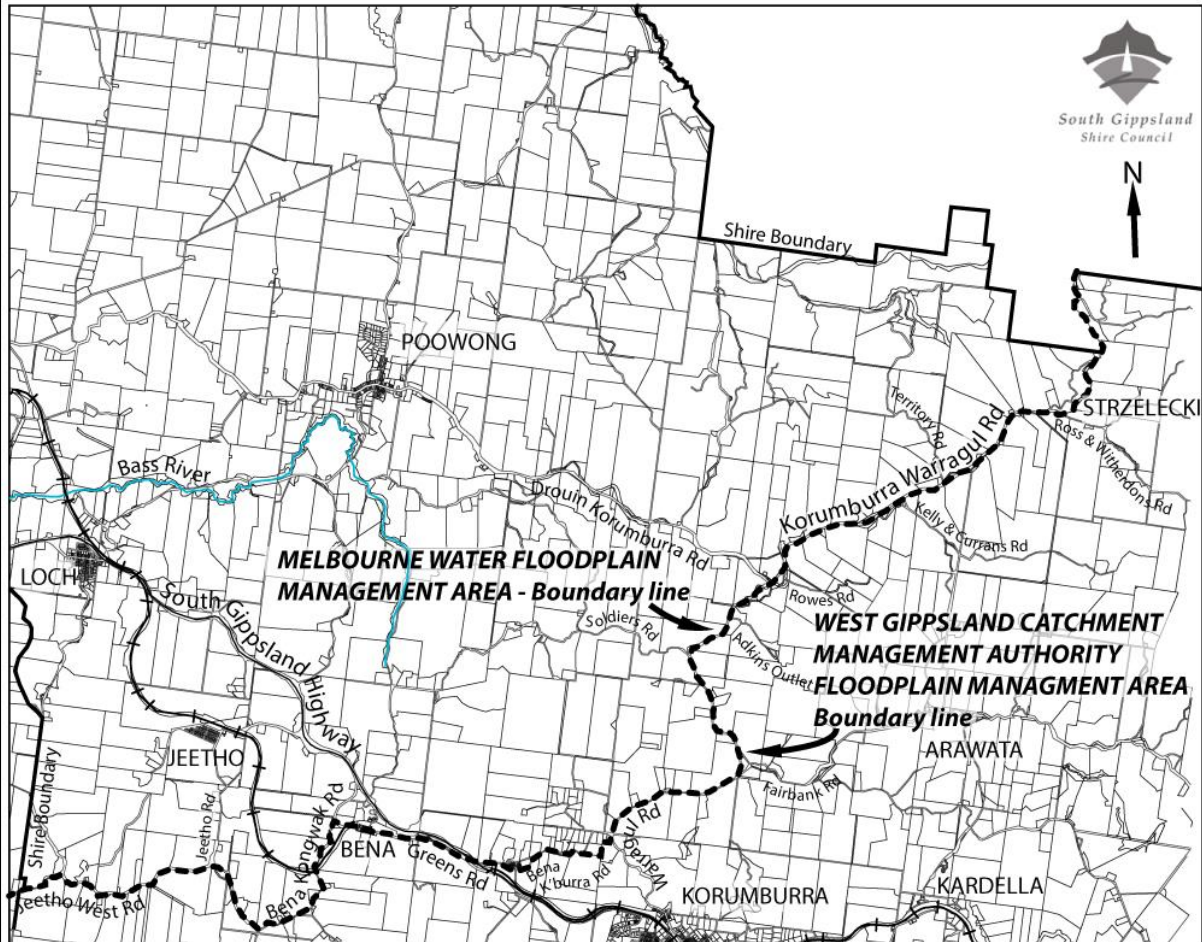 South Gippsland
Shire Council
N
Shire Boundary
POOWONG
STRZELECKI
Territory Rd
Ross & Witherdons Rd
Korumburra Warragul Rd
Bass River
Drouin Korumburra Rd
Kelly & Currans Rd
MELBOURNE WATER FLOODPLAIN
MANAGEMENT AREA - Boundary line
LOCH
Rowes Rd
South Gippsland Highway
Soldiers Rd
Adkins Outlet
WEST GIPPSLAND CATCHMENT
MANAGEMENT AUTHORITY
FLOODPLAIN MANAGMENT AREA
Boundary line
JEETHO
ARAWATA
Fairbank Rd
Shire Boundary
Jeetho Rd
Bena Kongwak Rd
BENA
Greens Rd
Bena
K'burra Rd
Warragul Rd
KORUMBURRA
KARDELLA
Jeetho West Rd